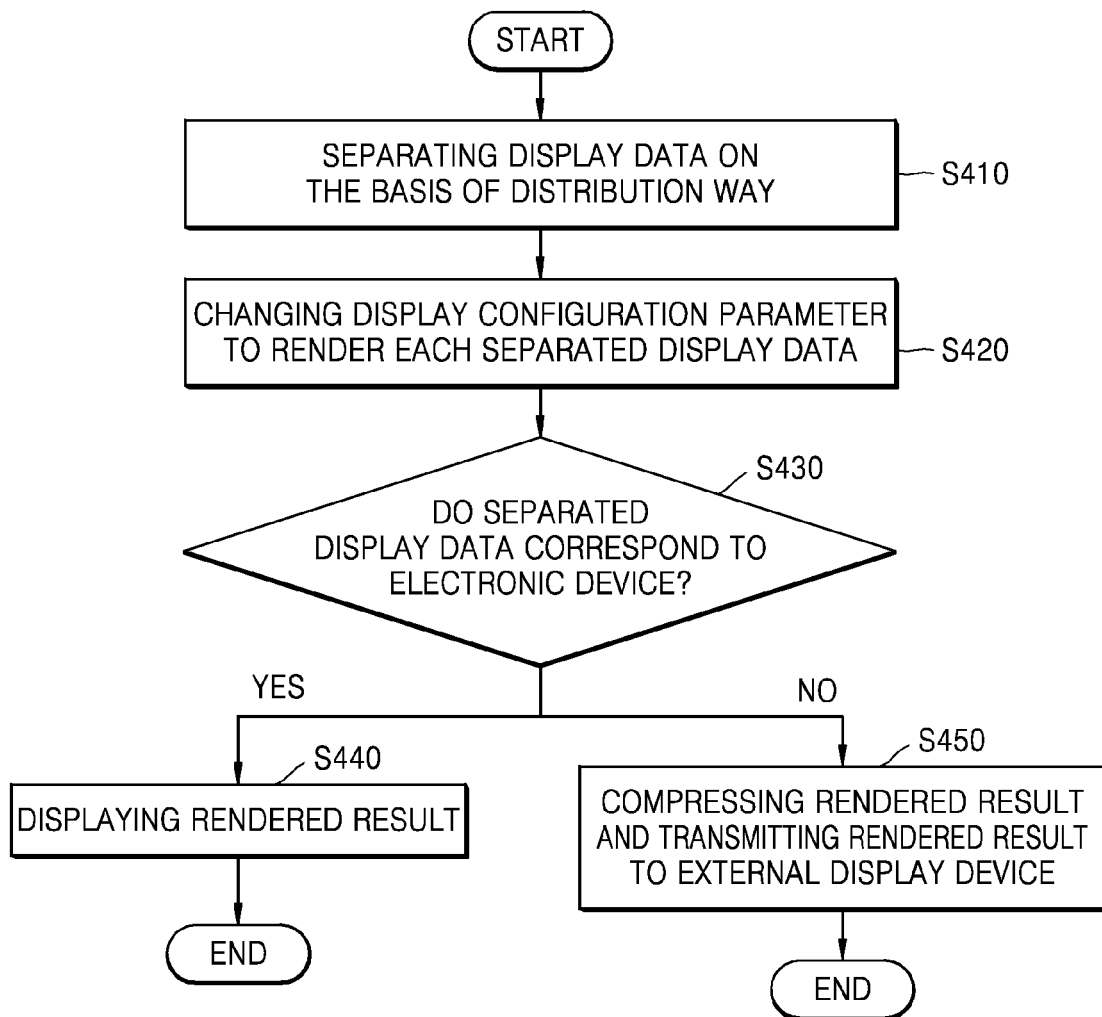 START
SEPARATING DISPLAY DATA ON
THE BASIS OF DISTRIBUTION WAY
S410
CHANGING DISPLAY CONFIGURATION PARAMETER
TO RENDER EACH SEPARATED DISPLAY DATA
S420
S430
DO SEPARATED
DISPLAY DATA CORRESPOND TO
ELECTRONIC DEVICE?
YES
NO
S440
DISPLAYING RENDERED RESULT
END
S450
COMPRESSING RENDERED RESULT
AND TRANSMITTING RENDERED RESULT
TO EXTERNAL DISPLAY DEVICE
END